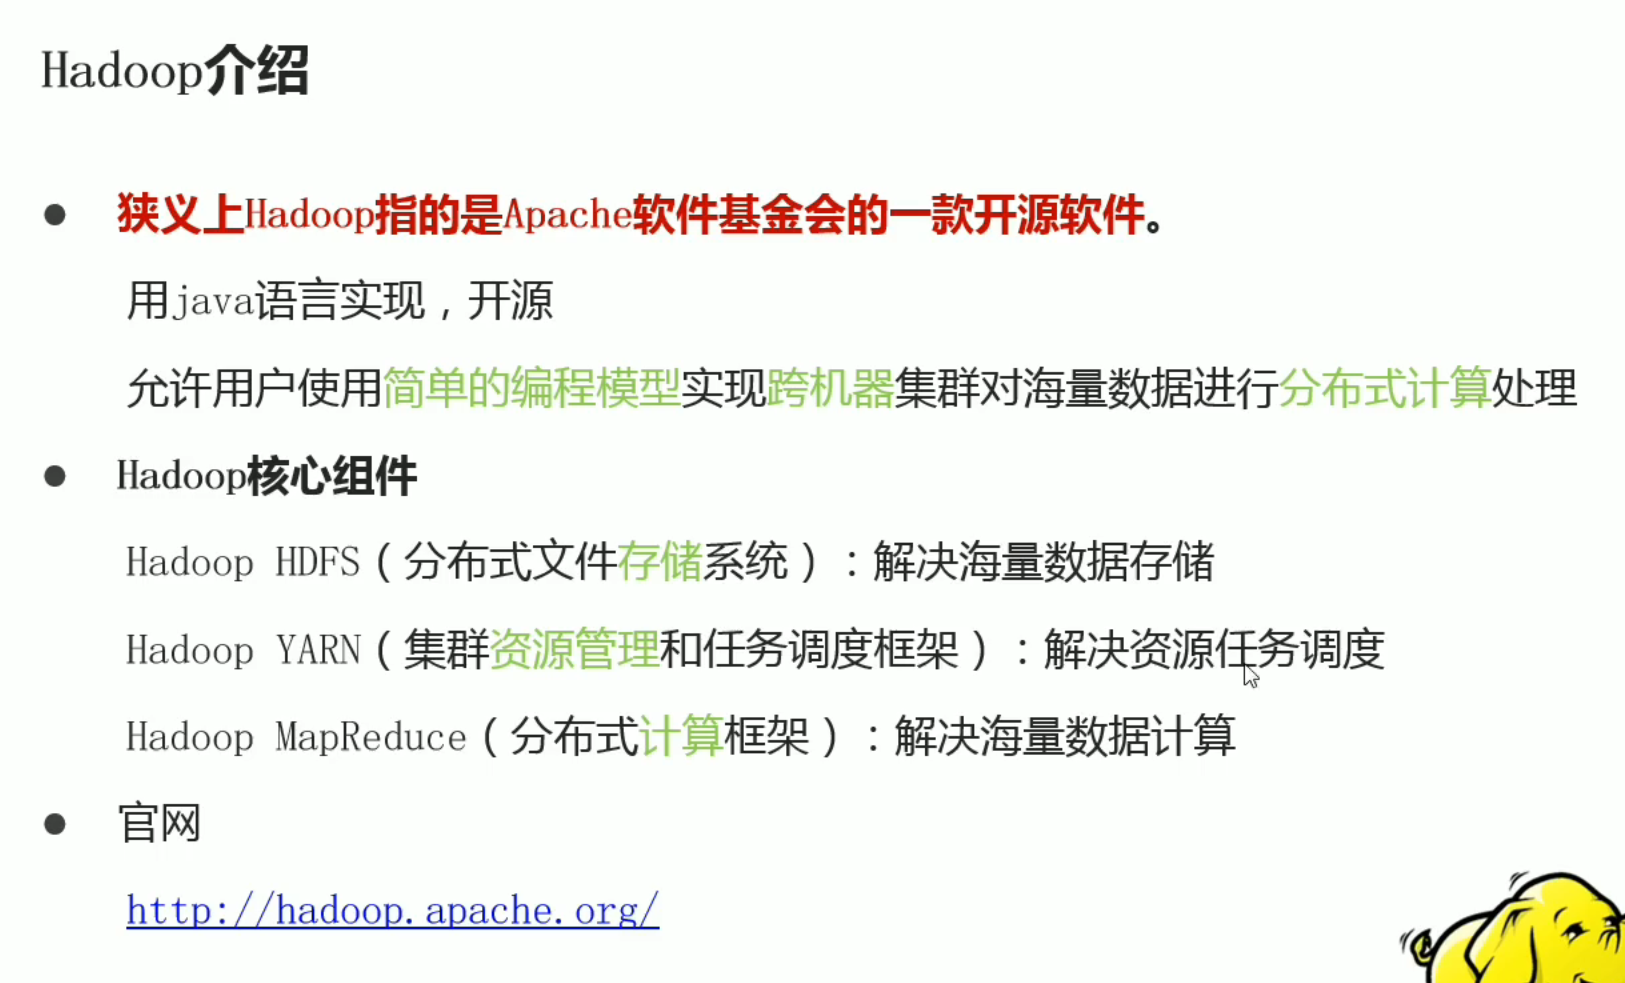 Hadoop介绍
● 狭义上Hadoop指的是Apache软件基金会的一款开源软件。
用java语言实现，开源
允许用户使用简单的编程模型实现跨机器集群对海量数据进行分布式计算处理
● Hadoop核心组件
Hadoop HDFS（分布式文件存储系统）：解决海量数据存储
Hadoop YARN（集群资源管理和任务调度框架）：解决资源任务调度
Hadoop MapReduce（分布式计算框架）：解决海量数据计算
● 官网
http://hadoop.apache.org/